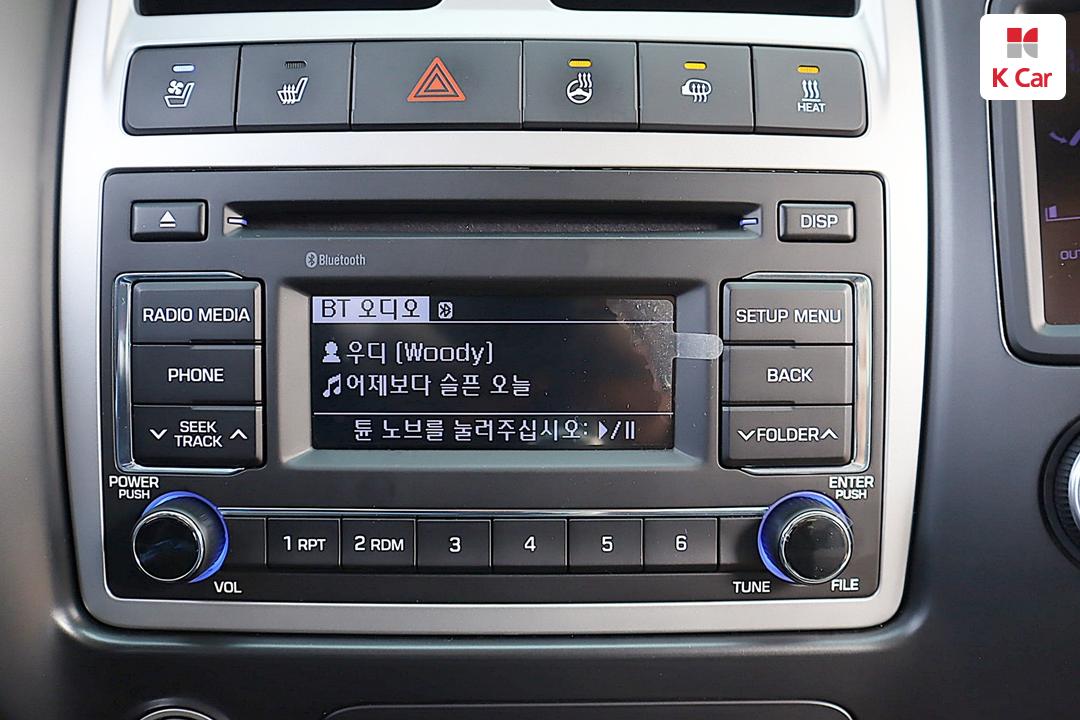 K Car
HEAT
DISP
Bluetooth
RADIO MEDIA
PHONE
SEEK
TRACK
BT 오디오
우디 (Woody)
어제보다 슬픈 오늘
튠 노브를 눌러주십시오:
SETUP MENU
BACK
FOLDER
POWER
PUSH
ENTER
PUSH
1 RPT
2 RDM
3
4
5
6
VOL
TUNE
FILE
OU